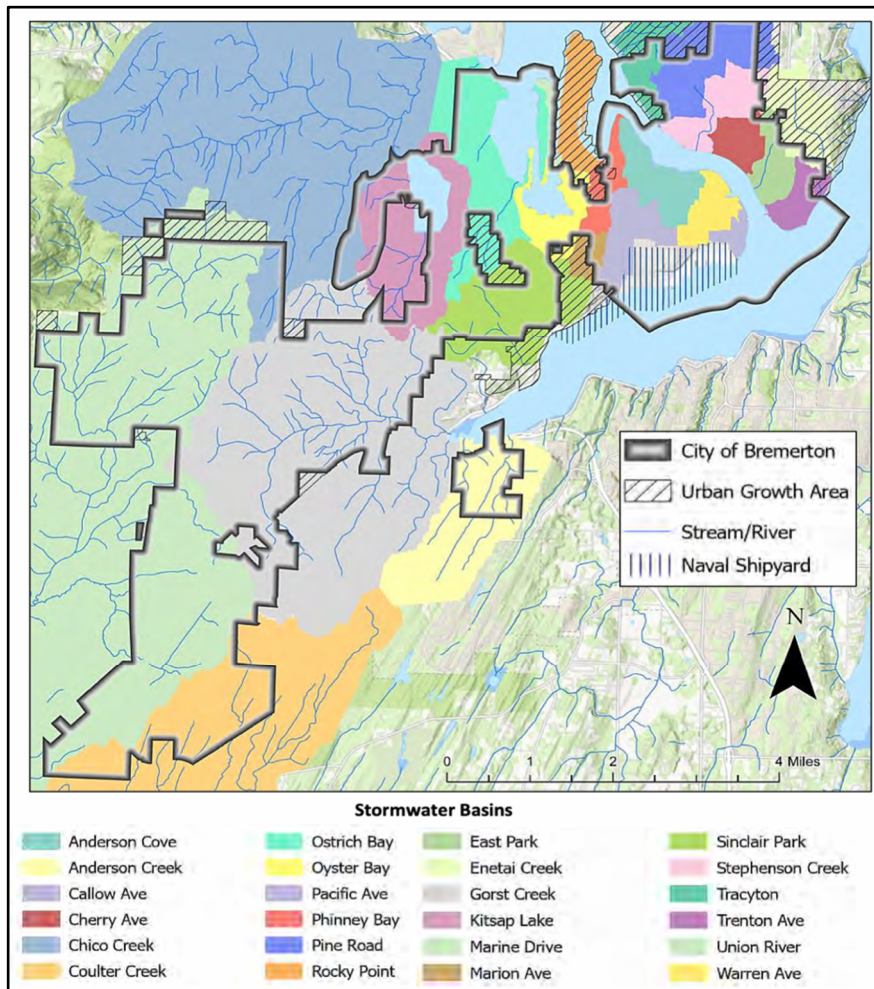 City of Bremerton
Urban Growth Area
Stream/River
Naval Shipyard
N
0 2 4 Miles
Stormwater Basins
Anderson Cove Ostrich Bay East Park Sinclair Park
Anderson Creek Oyster Bay Enetai Creek Stephenson Creek
Callow Ave Pacific Ave Gorst Creek Tracyton
Cherry Ave Phinney Bay Kitsap Lake Trenton Ave
Chico Creek Pine Road Marine Drive Union River
Coulter Creek Rocky Point Marion Ave Warren Ave